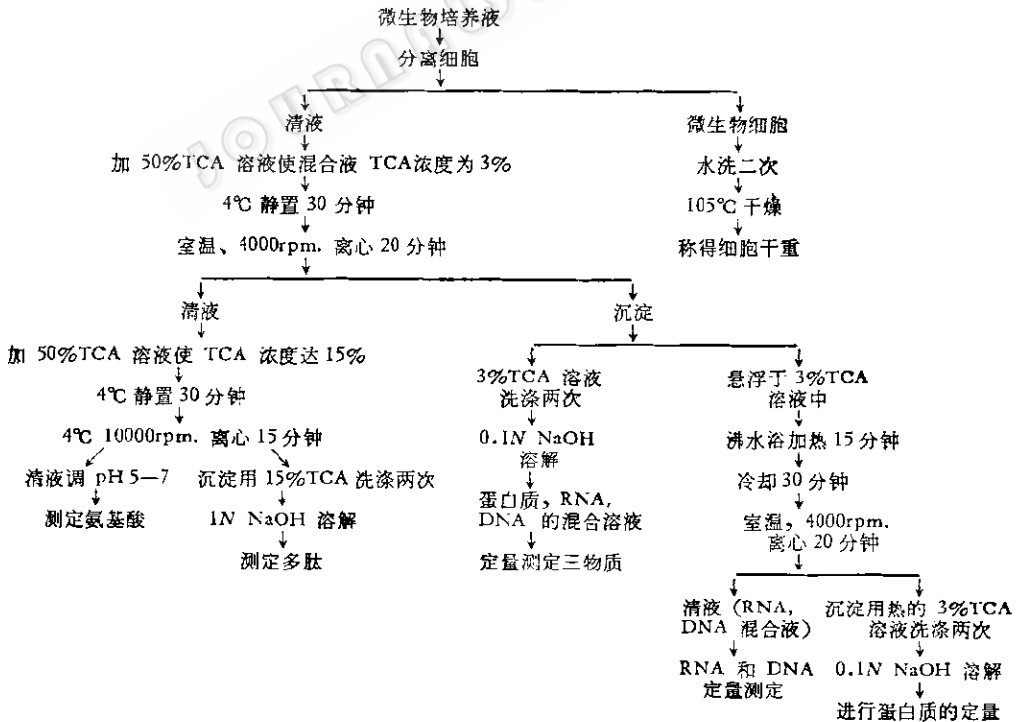 微生物培养液
分离细胞
清液
微生物细胞
加 50%TCA 溶液使混合液 TCA浓度为3%
水洗二次
4℃ 静置 30 分钟
105℃ 干燥
室温、4000rpm. 离心 20 分钟
称得细胞干重
清液
沉淀
加 50%TCA 溶液使 TCA 浓度达15%
4℃ 静置 30 分钟
4℃ 10000rpm. 离心 15 分钟
清液调 pH 5—7
测定氨基酸
沉淀用 15%TCA 洗涤两次
1N NaOH 溶解
测定多肽
3%TCA 溶液
洗涤两次
0.1N NaOH
溶解
蛋白质, RNA,
DNA 的混合溶液
定量测定三物质
悬浮于 3%TCA
溶液中
沸水浴加热 15 分钟
冷却 30 分钟
室温, 4000rpm.
离心 20 分钟
清液 (RNA,
DNA 混合液)
RNA 和 DNA
定量测定
沉淀用热的 3%TCA
溶液洗涤两次
0.1N NaOH 溶解
进行蛋白质的定量